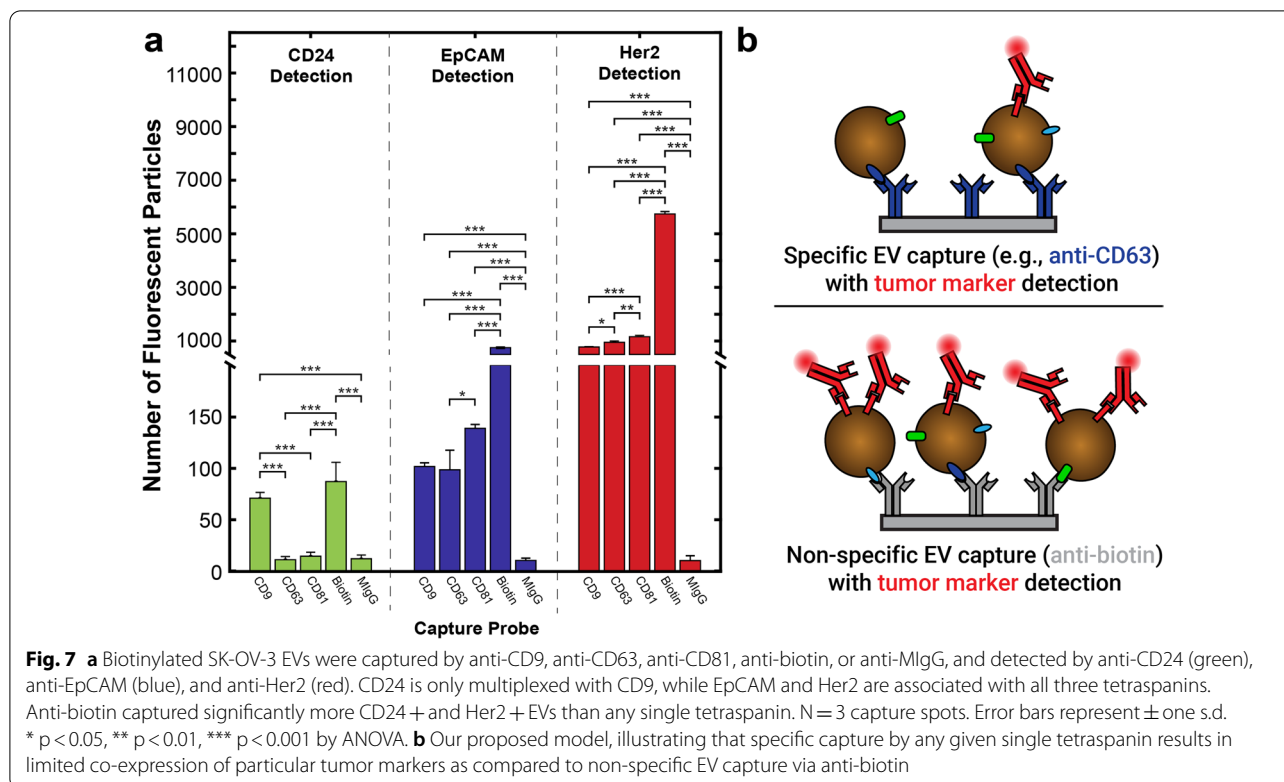 a
b
CD24
Detection
EpCAM
Detection
Her2
Detection
Number of Fluorescent Particles
11000
9000
7000
5000
3000
1000
150
100
50
0
***
***
***
***
***
***
***
***
***
***
***
***
***
***
*
***
***
***
***
***
***
***
***
*
**
CD9
CD63
CD81
Biotin
MIgG
CD9
CD63
CD81
Biotin
MIgG
CD9
CD63
CD81
Biotin
MIgG
Capture Probe
Specific EV capture (e.g., anti-CD63)
with tumor marker detection
Non-specific EV capture (anti-biotin)
with tumor marker detection
Fig. 7 a Biotinylated SK-OV-3 EVs were captured by anti-CD9, anti-CD63, anti-CD81, anti-biotin, or anti-MIgG, and detected by anti-CD24 (green),
anti-EpCAM (blue), and anti-Her2 (red). CD24 is only multiplexed with CD9, while EpCAM and Her2 are associated with all three tetraspanins.
Anti-biotin captured significantly more CD24+ and Her2+EVs than any single tetraspanin. N=3 capture spots. Error bars represent ± one s.d.
* p<0.05, ** p<0.01, *** p<0.001 by ANOVA. b Our proposed model, illustrating that specific capture by any given single tetraspanin results in
limited co-expression of particular tumor markers as compared to non-specific EV capture via anti-biotin